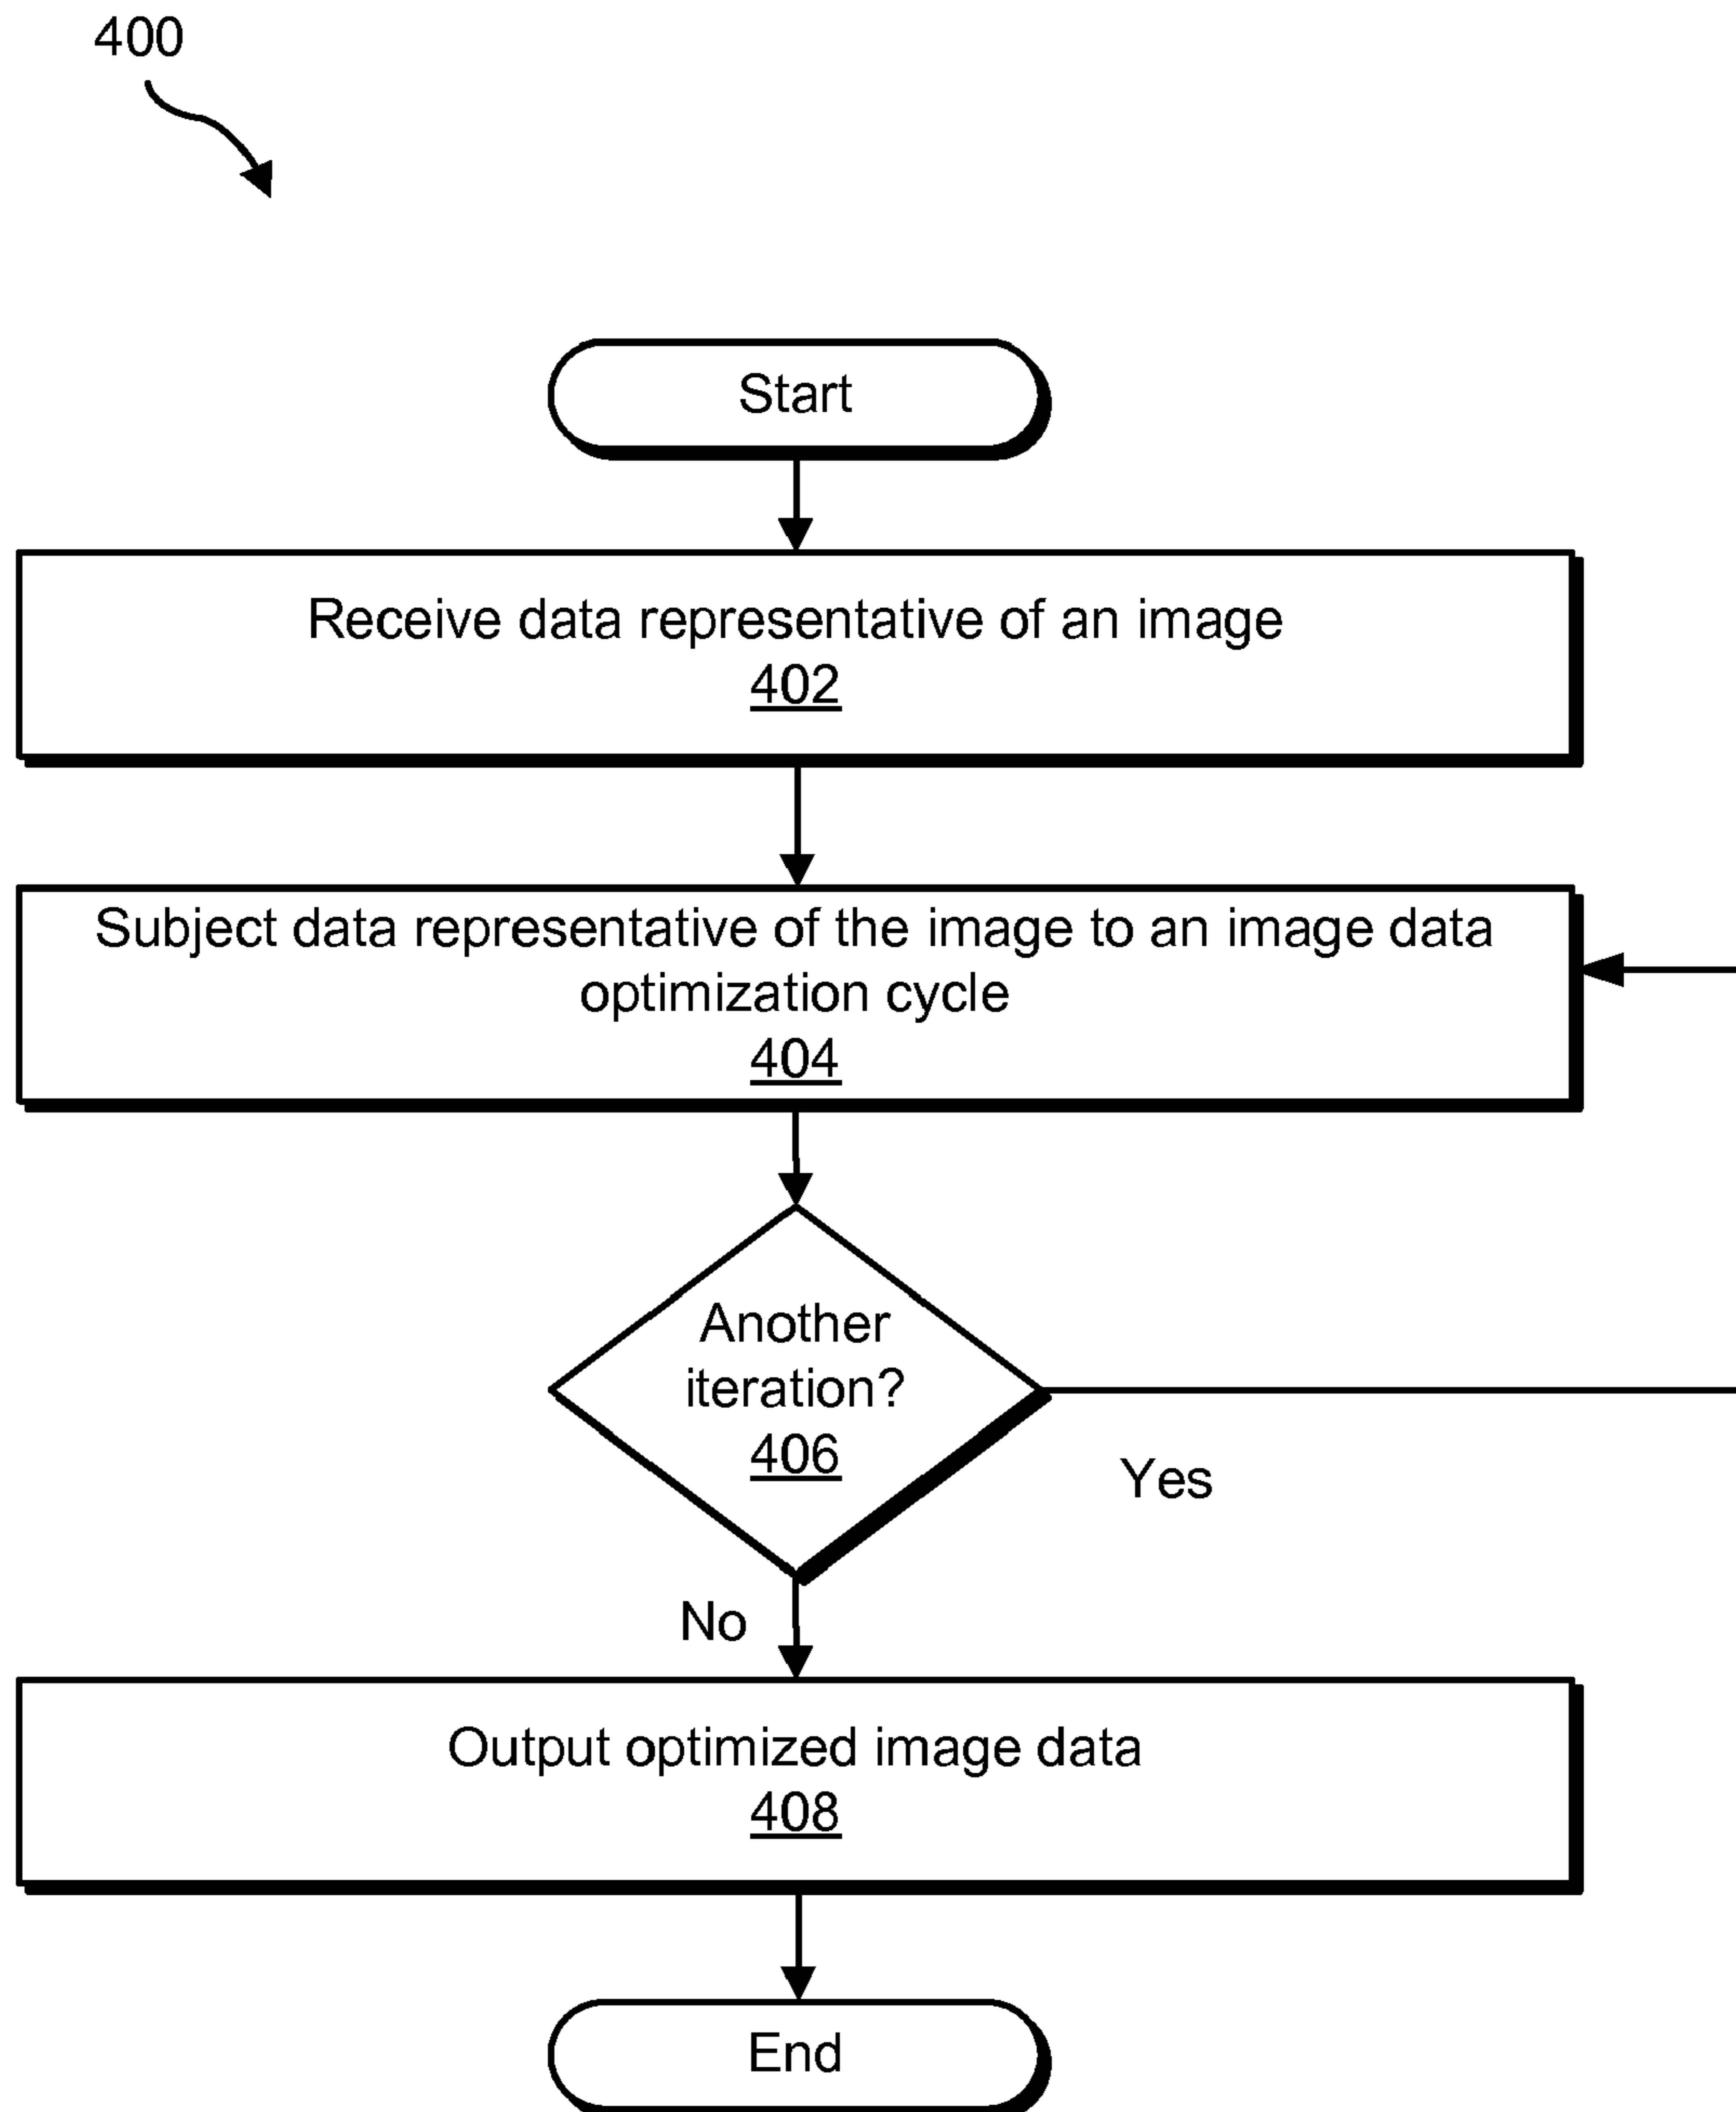 400
Start
Receive data representative of an image
402
Subject data representative of the image to an image data
optimization cycle
404
Another
iteration?
406
Yes
No
Output optimized image data
408
End